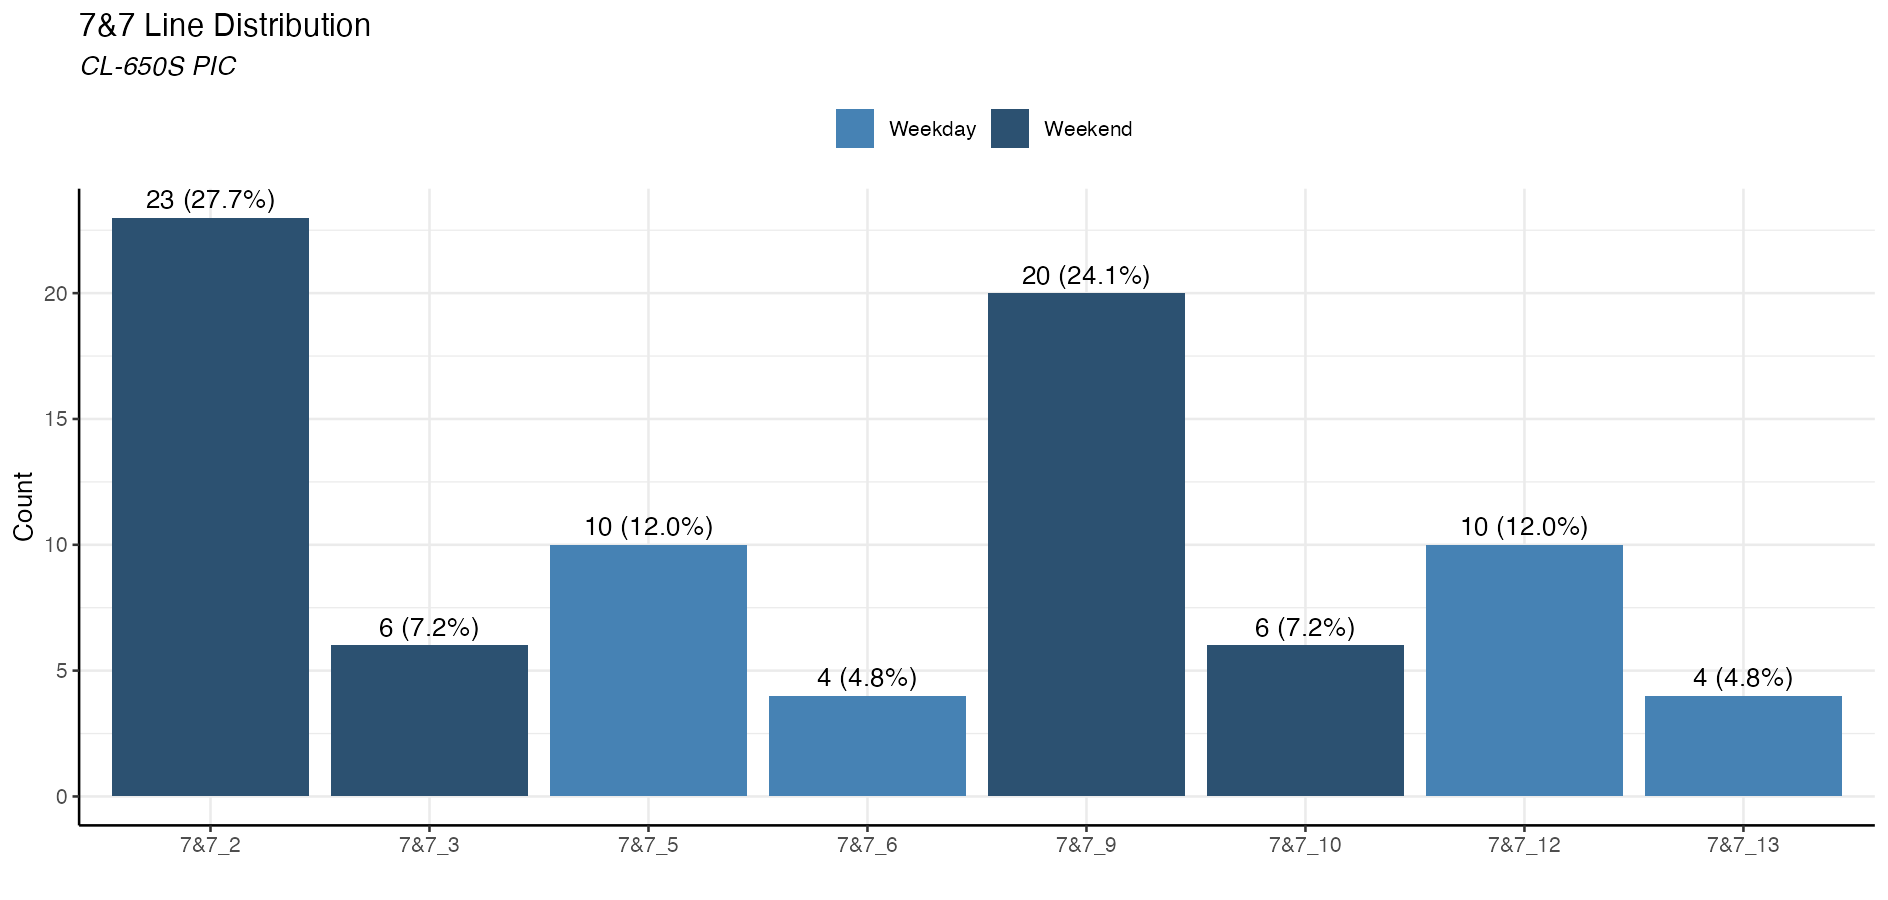 7&7 Line Distribution
CL-650S PIC
Weekday Weekend
23 (27.7%)
6 (7.2%)
10 (12.0%)
4 (4.8%)
20 (24.1%)
6 (7.2%)
10 (12.0%)
4 (4.8%)
Count
20
15
10
5
0
7&7_2 7&7_3 7&7_5 7&7_6 7&7_9 7&7_10 7&7_12 7&7_13